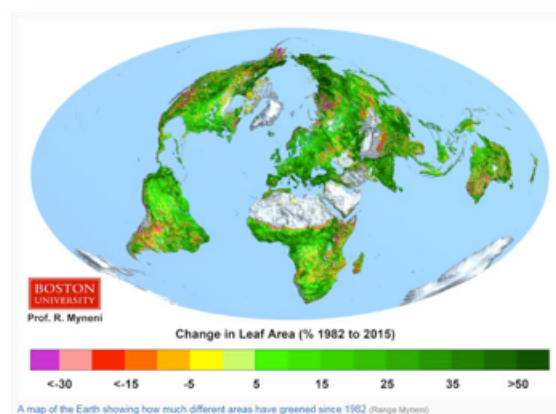 BOSTON
UNIVERSITY
Prof. R. Myneni
Change in Leaf Area (% 1982 to 2015)
<-30 <-15 -5 5 15 25 35 >50
A map of the Earth showing how much different areas have greened since 1982 (Ranga Myneni)